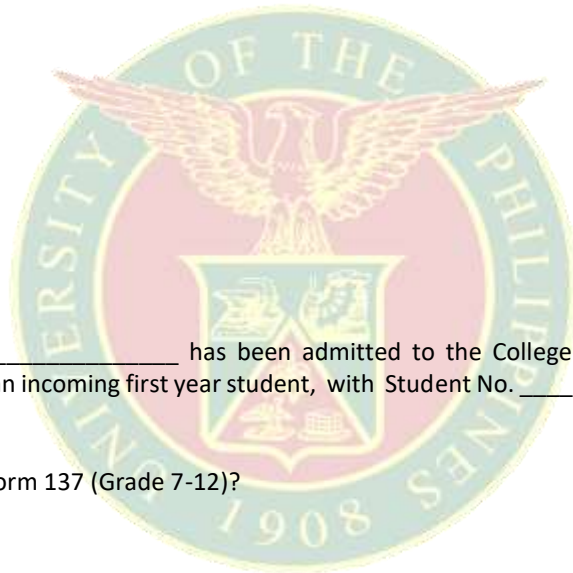 UNIVERSITY OF THE PHILIPPINES
______________ has been admitted to the College
n incoming first year student, with Student No. ____
orm 137 (Grade 7-12)?
1908